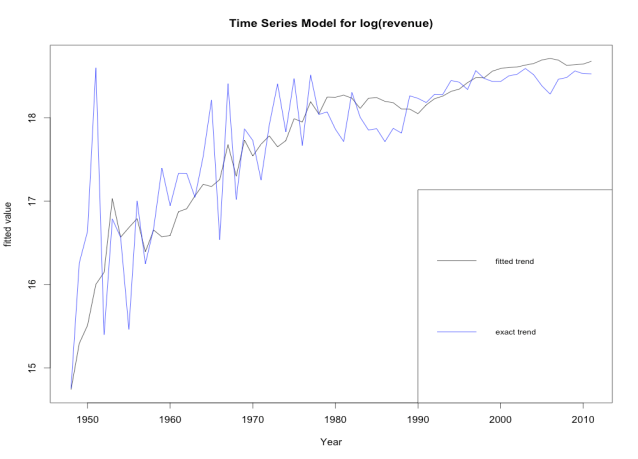 Time Series Model for log(revenue)
fitted value
18
17
16
15
fitted trend
exact trend
1950 1960 1970 1980 1990 2000 2010
Year